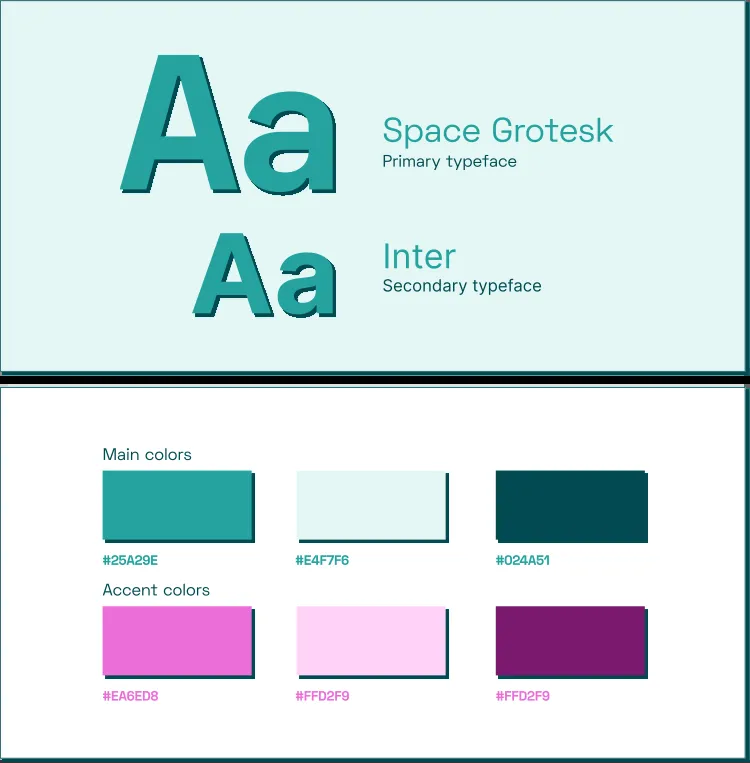 Aa
Space Grotesk
Primary typeface
Aa
Inter
Secondary typeface
Main colors
#25A29E
#E4F7F6
#024A51
Accent colors
#EA6ED8
#FFD2F9
#FFD2F9